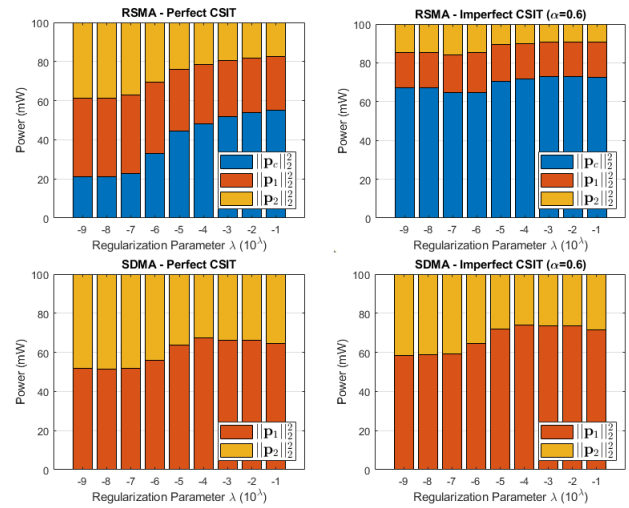 RSMA - Perfect CSIT
100
80
60
40
20
0
Power (mW)
||p_c||²₂
||p₁||²₂
||p₂||²₂
-9 -8 -7 -6 -5 -4 -3 -2 -1
Regularization Parameter λ (10^λ)
RSMA - Imperfect CSIT (α=0.6)
100
80
60
40
20
0
Power (mW)
||p_c||²₂
||p₁||²₂
||p₂||²₂
-9 -8 -7 -6 -5 -4 -3 -2 -1
Regularization Parameter λ (10^λ)
SDMA - Perfect CSIT
100
80
60
40
20
0
Power (mW)
||p₁||²₂
||p₂||²₂
-9 -8 -7 -6 -5 -4 -3 -2 -1
Regularization Parameter λ (10^λ)
SDMA - Imperfect CSIT (α=0.6)
100
80
60
40
20
0
Power (mW)
||p₁||²₂
||p₂||²₂
-9 -8 -7 -6 -5 -4 -3 -2 -1
Regularization Parameter λ (10^λ)